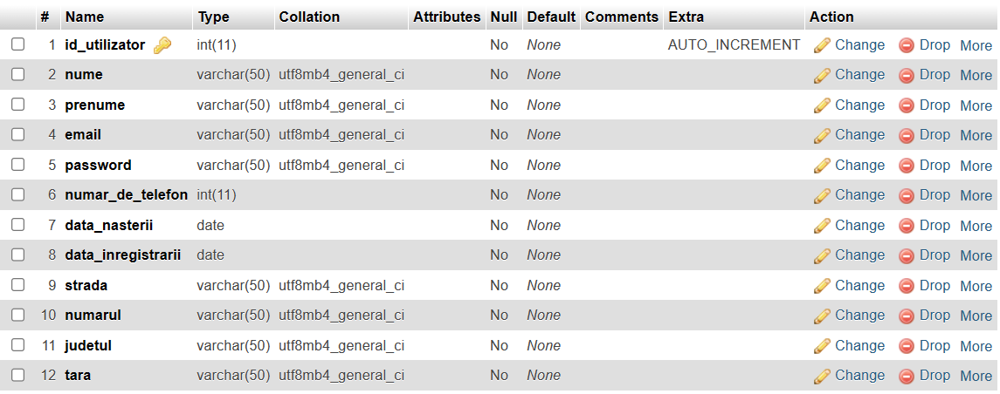 # Name Type Collation Attributes Null Default Comments Extra Action
1 id_utilizator int(11) No None AUTO_INCREMENT Change Drop More
2 nume varchar(50) utf8mb4_general_ci No None Change Drop More
3 prenume varchar(50) utf8mb4_general_ci No None Change Drop More
4 email varchar(50) utf8mb4_general_ci No None Change Drop More
5 password varchar(50) utf8mb4_general_ci No None Change Drop More
6 numar_de_telefon int(11) No None Change Drop More
7 data_nasterii date No None Change Drop More
8 data_inregistrarii date No None Change Drop More
9 strada varchar(50) utf8mb4_general_ci No None Change Drop More
10 numarul varchar(50) utf8mb4_general_ci No None Change Drop More
11 judetul varchar(50) utf8mb4_general_ci No None Change Drop More
12 tara varchar(50) utf8mb4_general_ci No None Change Drop More